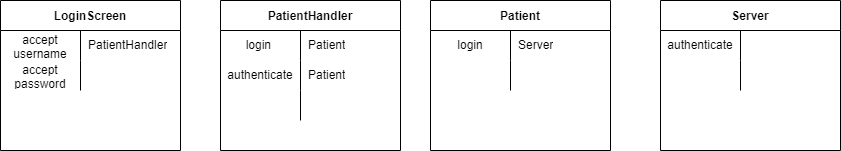 LoginScreen
accept
username
PatientHandler
accept
password
PatientHandler
login
Patient
authenticate
Patient
Patient
login
Server
Server
authenticate